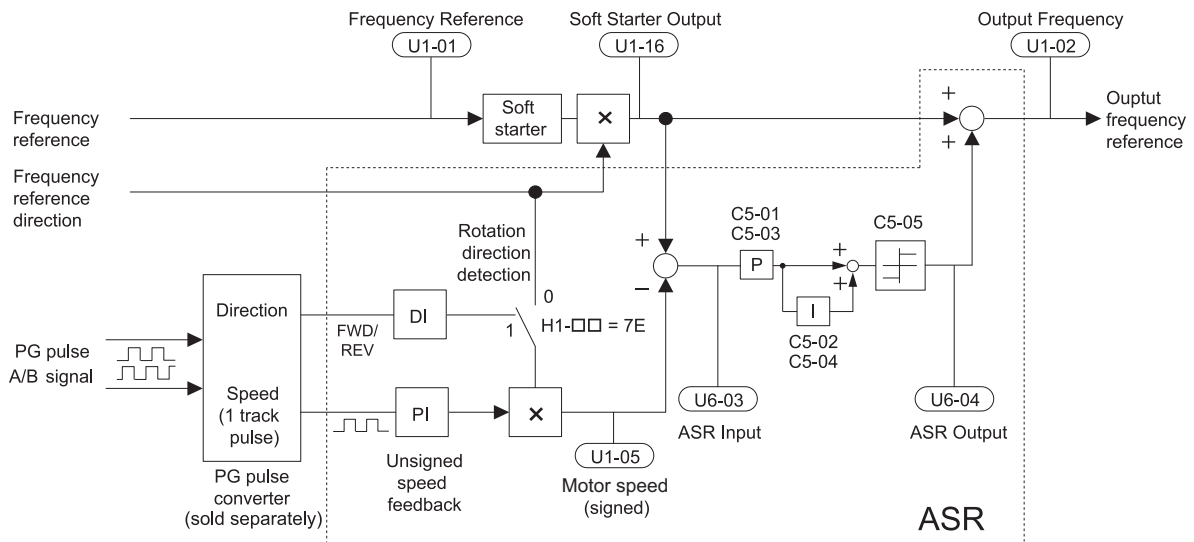 Frequency Reference
U1-01
Soft Starter Output
U1-16
Output Frequency
U1-02
Frequency
reference
Soft
starter
×
+
+
Ouptut
frequency
reference
Frequency
reference
direction
Rotation
direction
detection
+
−
C5-01
C5-03
P
+
+
I
C5-02
C5-04
C5-05
0
1
H1-□□ = 7E
Direction
FWD/
REV
DI
PG pulse
A/B signal
Speed
(1 track
pulse)
PI
×
U6-03
ASR Input
U6-04
ASR Output
U1-05
Motor speed
(signed)
Unsigned
speed
feedback
PG pulse
converter
(sold separately)
ASR